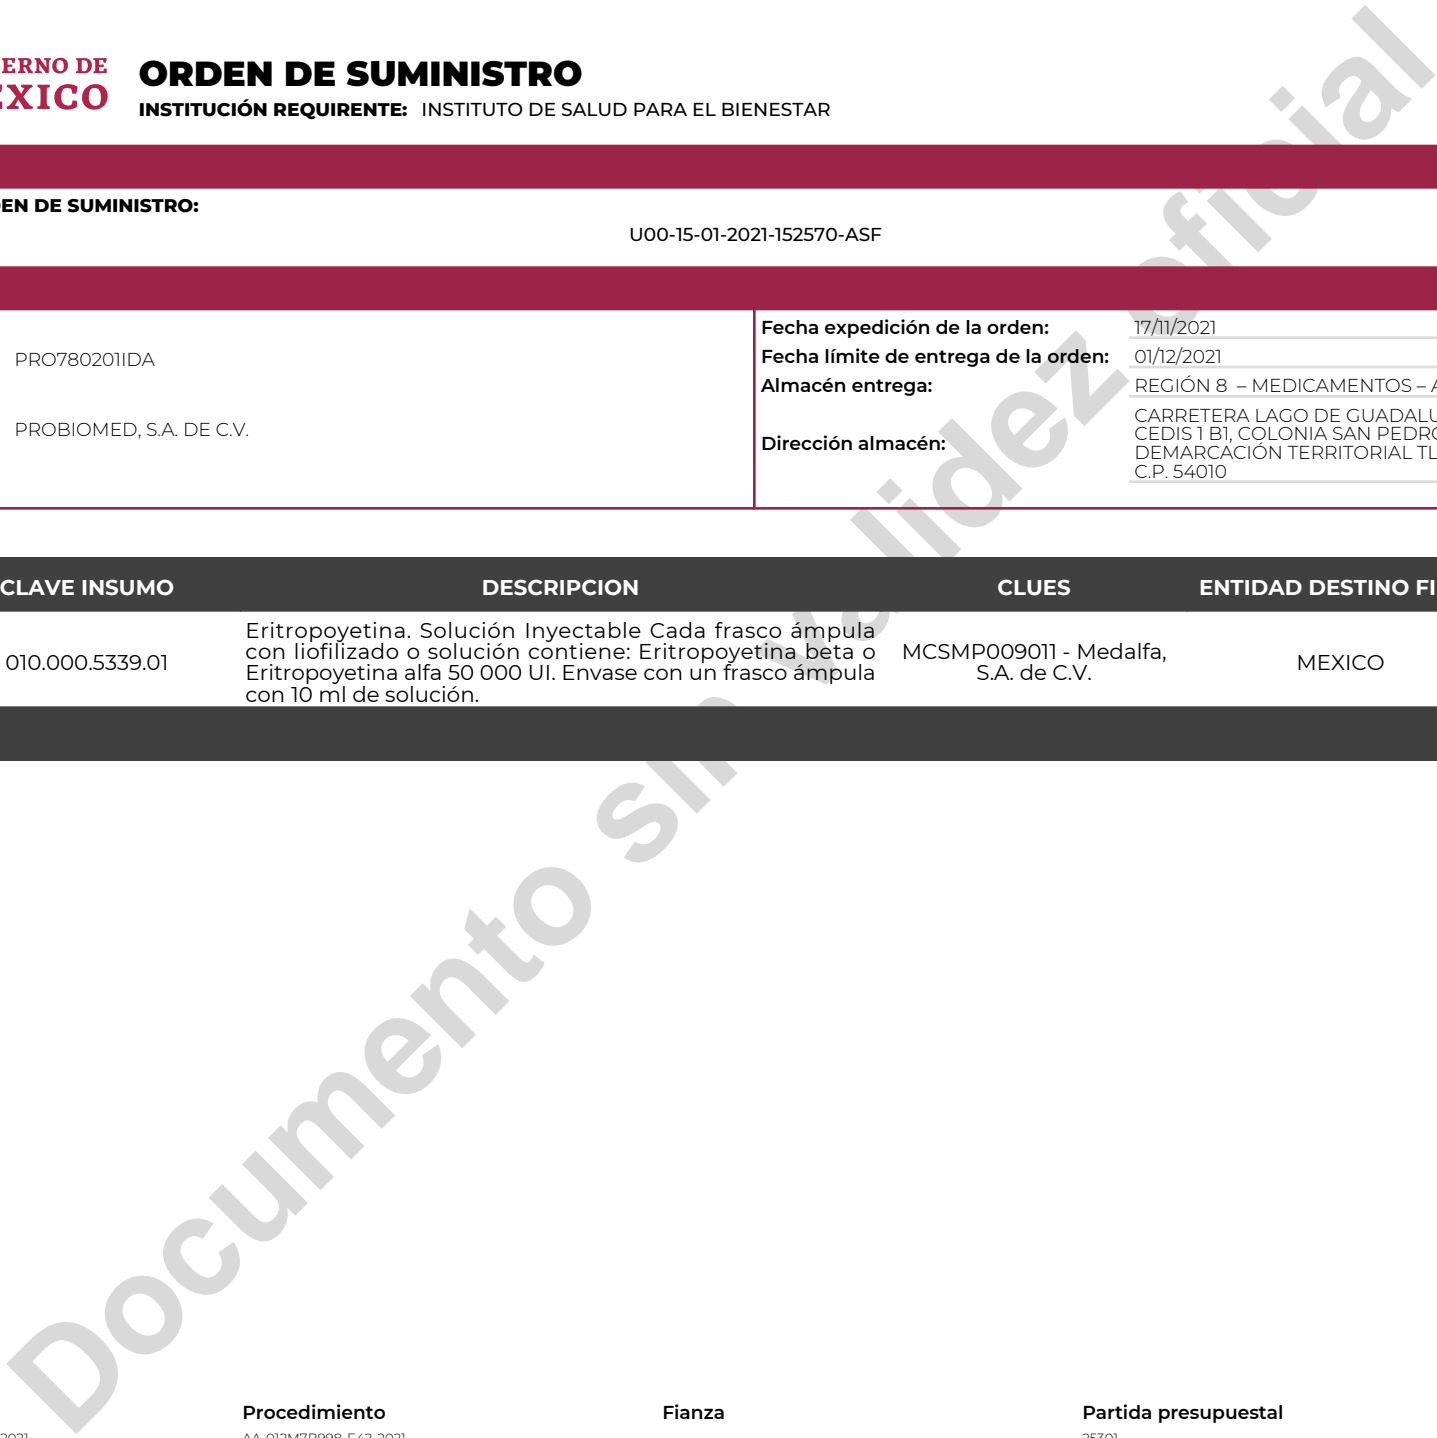 ERNO DE
EXICO
ORDEN DE SUMINISTRO
INSTITUCIÓN REQUIRENTE: INSTITUTO DE SALUD PARA EL BIENESTAR
EN DE SUMINISTRO:
U00-15-01-2021-152570-ASF
PRO780201IDA
PROBIOMED, S.A. DE C.V.
Fecha expedición de la orden: 17/11/2021
Fecha límite de entrega de la orden: 01/12/2021
Almacén entrega: REGIÓN 8 – MEDICAMENTOS – A
Dirección almacén:
CARRETERA LAGO DE GUADALU
CEDIS 1 B1, COLONIA SAN PEDRO
DEMARCACIÓN TERRITORIAL TL
C.P. 54010
CLAVE INSUMO DESCRIPCION CLUES ENTIDAD DESTINO FI
010.000.5339.01
Eritropoyetina. Solución Inyectable Cada frasco ámpula
con liofilizado o solución contiene: Eritropoyetina beta o
Eritropoyetina alfa 50 000 UI. Envase con un frasco ámpula
con 10 ml de solución.
MCSMP009011 - Medalfa,
S.A. de C.V.
MEXICO
Documento sin validez oficial
Procedimiento Fianza Partida presupuestal
2021 AA-012M7B998-E42-2021 25301